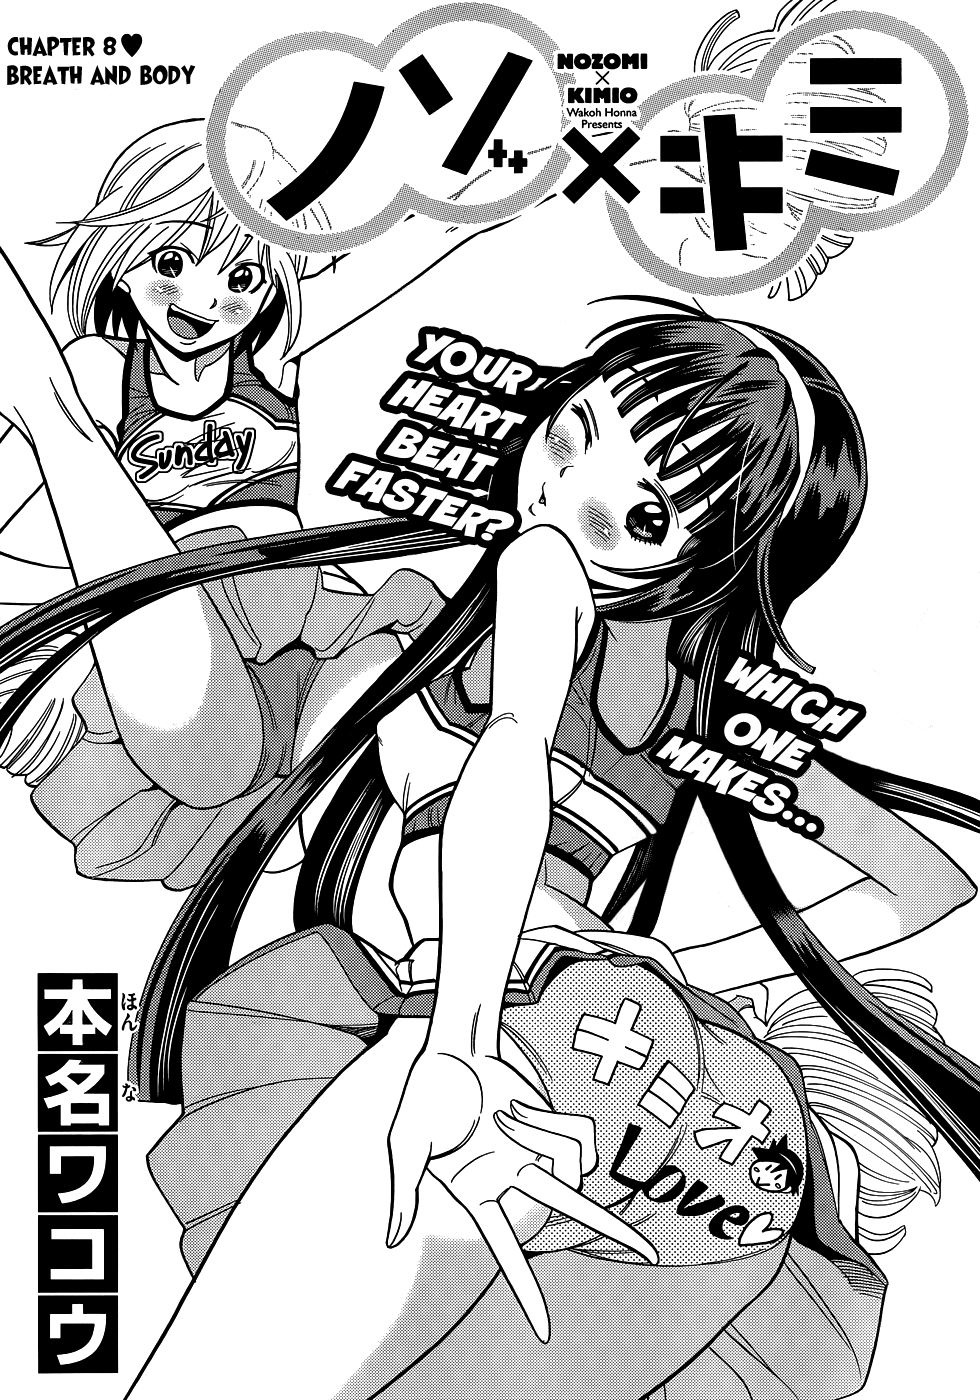 CHAPTER 8♥
BREATH AND BODY
ノゾ×キミ
NOZOMI
×
KIMIO
Wakoh Honna
Presents
WHICH
ONE
MAKES...
YOUR
HEART
BEAT
FASTER?
Sunday
キミオ
Love♡
本名ワコウ
ほんな